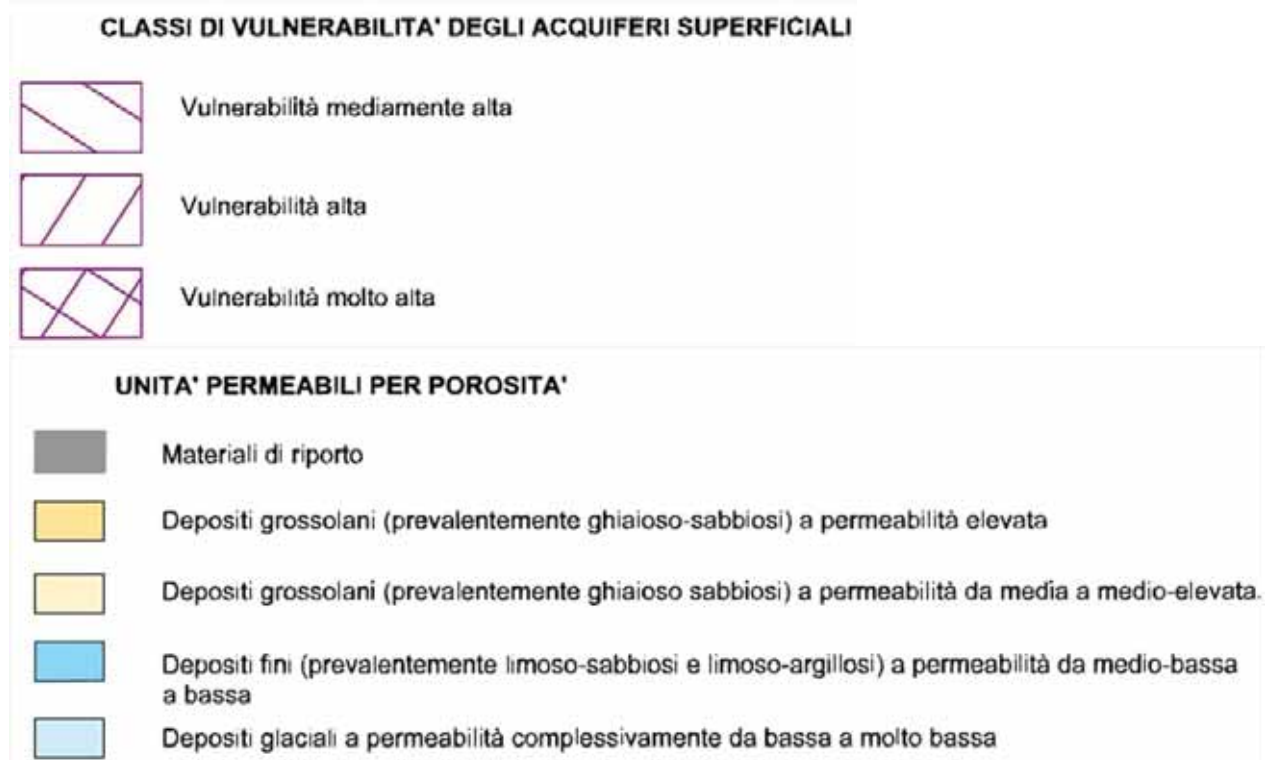 CLASSI DI VULNERABILITA' DEGLI ACQUIFERI SUPERFICIALI
Vulnerabilità mediamente alta
Vulnerabilità alta
Vulnerabilità molto alta
UNITA' PERMEABILI PER POROSITA'
Materiali di riporto
Depositi grossolani (prevalentemente ghiaioso-sabbiosi) a permeabilità elevata
Depositi grossolani (prevalentemente ghiaioso sabbiosi) a permeabilità da media a medio-elevata.
Depositi fini (prevalentemente limoso-sabbiosi e limoso-argillosi) a permeabilità da medio-bassa
a bassa
Depositi glaciali a permeabilità complessivamente da bassa a molto bassa